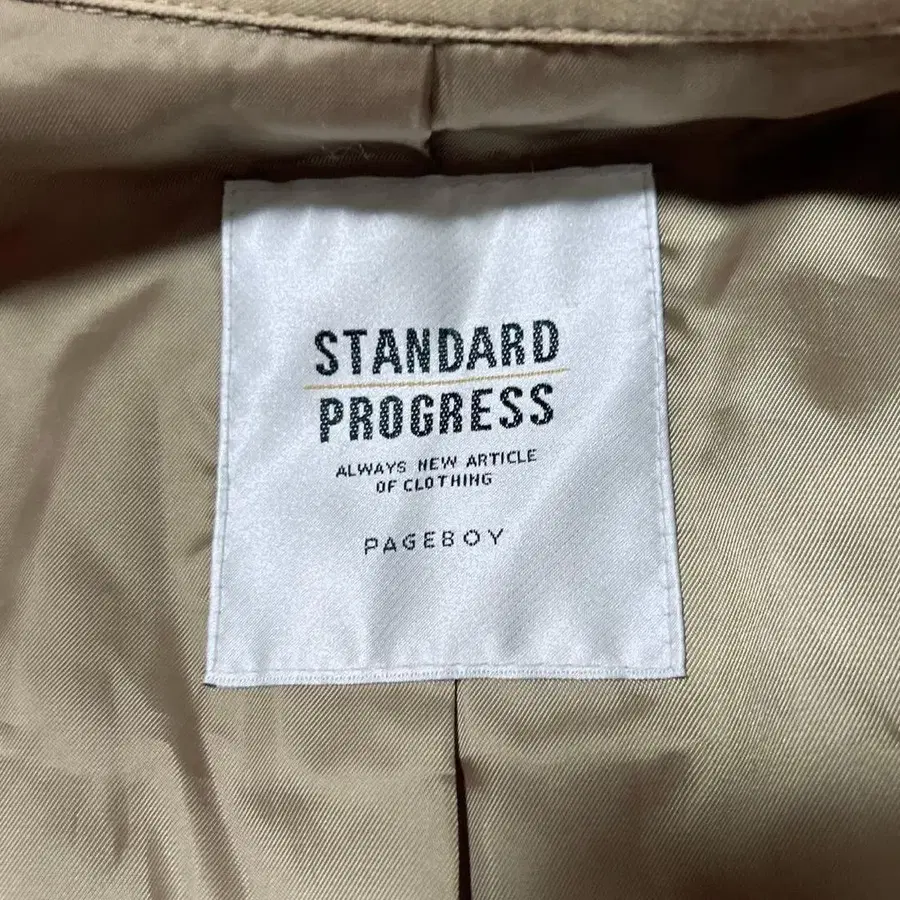 STANDARD
PROGRESS
ALWAYS NEW ARTICLE
OF CLOTHING
PAGEBOY